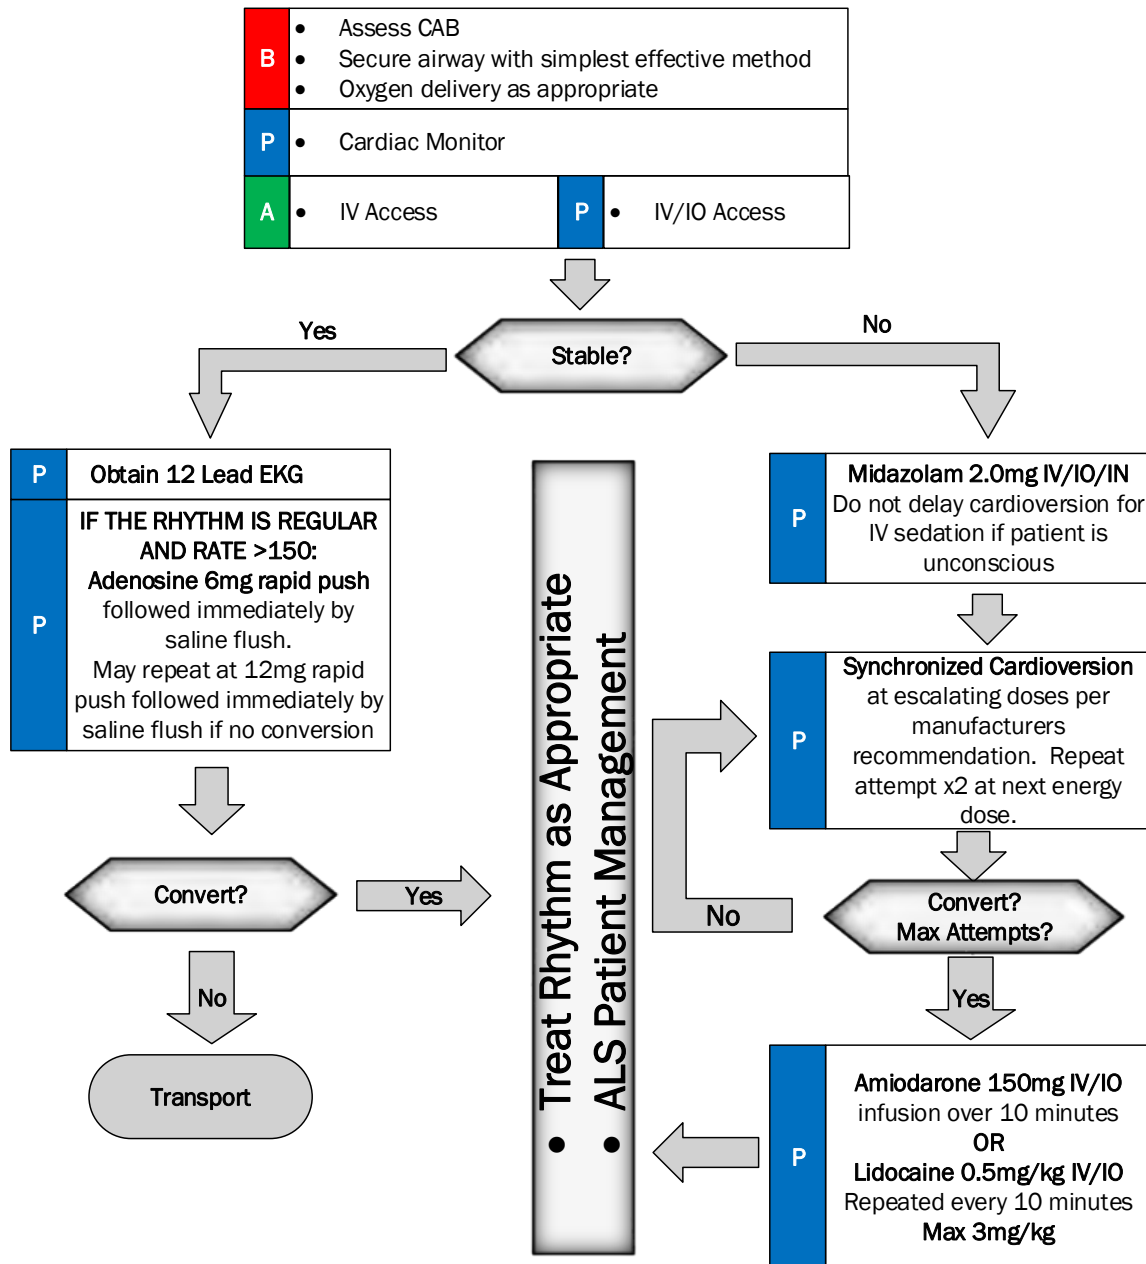 B
• Assess CAB
• Secure airway with simplest effective method
• Oxygen delivery as appropriate
P
• Cardiac Monitor
A
• IV Access
P
• IV/IO Access
Stable?
Yes
No
P
Obtain 12 Lead EKG
P
IF THE RHYTHM IS REGULAR
AND RATE >150:
Adenosine 6mg rapid push
followed immediately by
saline flush.
May repeat at 12mg rapid
push followed immediately by
saline flush if no conversion
Convert?
Yes
No
Transport
• Treat Rhythm as Appropriate
• ALS Patient Management
P
Midazolam 2.0mg IV/IO/IN
Do not delay cardioversion for
IV sedation if patient is
unconscious
P
Synchronized Cardioversion
at escalating doses per
manufacturers
recommendation. Repeat
attempt x2 at next energy
dose.
Convert?
Max Attempts?
No
Yes
P
Amiodarone 150mg IV/IO
infusion over 10 minutes
OR
Lidocaine 0.5mg/kg IV/IO
Repeated every 10 minutes
Max 3mg/kg